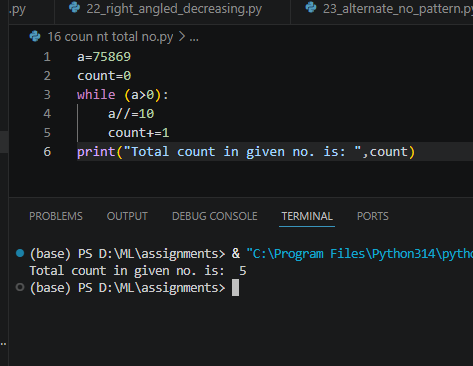 .py 22_right_angled_decreasing.py 23_alternate_no_pattern.py
16 coun nt total no.py > ...
1 a=75869
2 count=0
3 while (a>0):
4     a//=10
5     count+=1
6 print("Total count in given no. is: ",count)
PROBLEMS OUTPUT DEBUG CONSOLE TERMINAL PORTS
(base) PS D:\ML\assignments> & "C:\Program Files\Python314\pytho
Total count in given no. is:  5
(base) PS D:\ML\assignments>